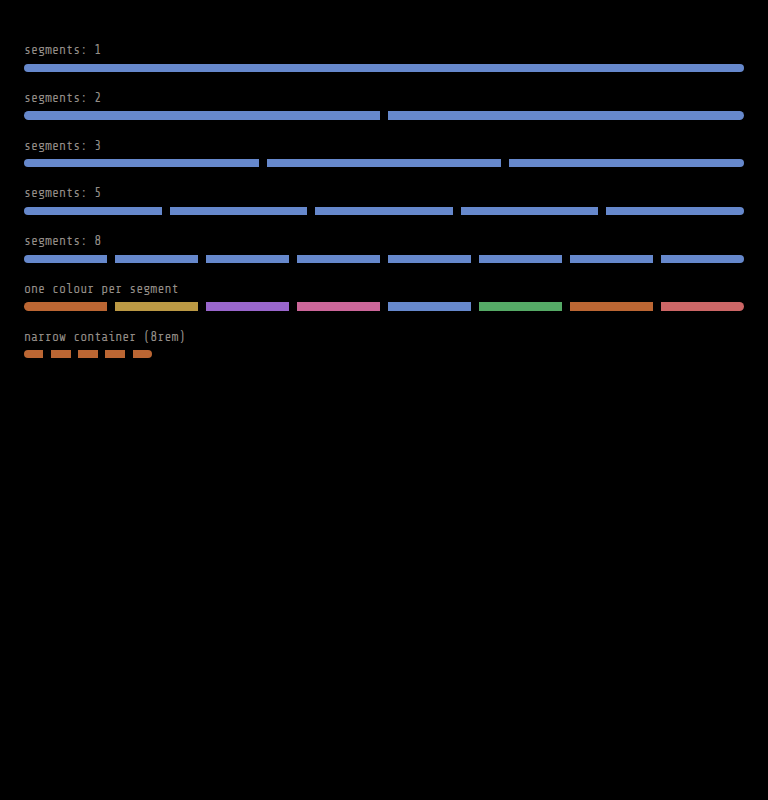 segments: 1
segments: 2
segments: 3
segments: 5
segments: 8
one colour per segment
narrow container (8rem)